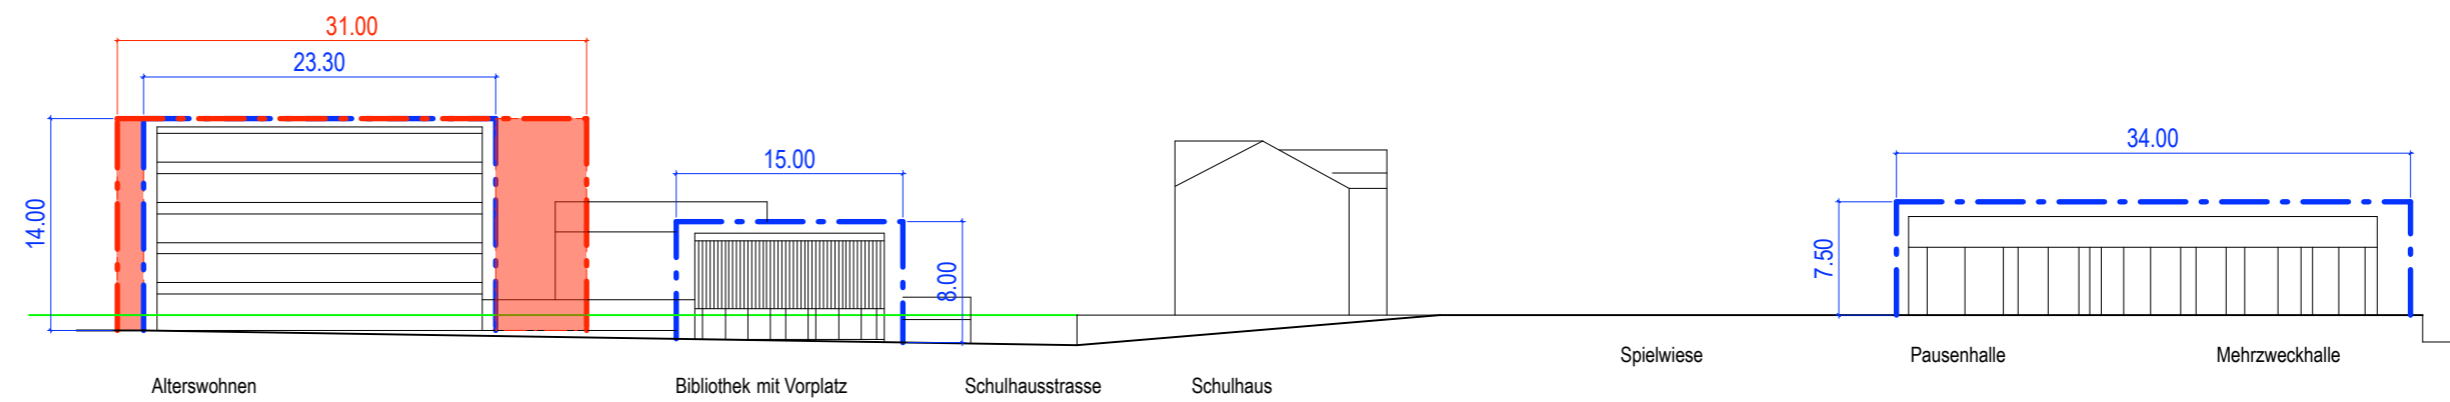 31.00
23.30
14.00
15.00
8.00
34.00
7.50
Spielwiese
Pausenhalle
Mehrzweckhalle
Alterswohnen
Bibliothek mit Vorplatz
Schulhausstrasse
Schulhaus